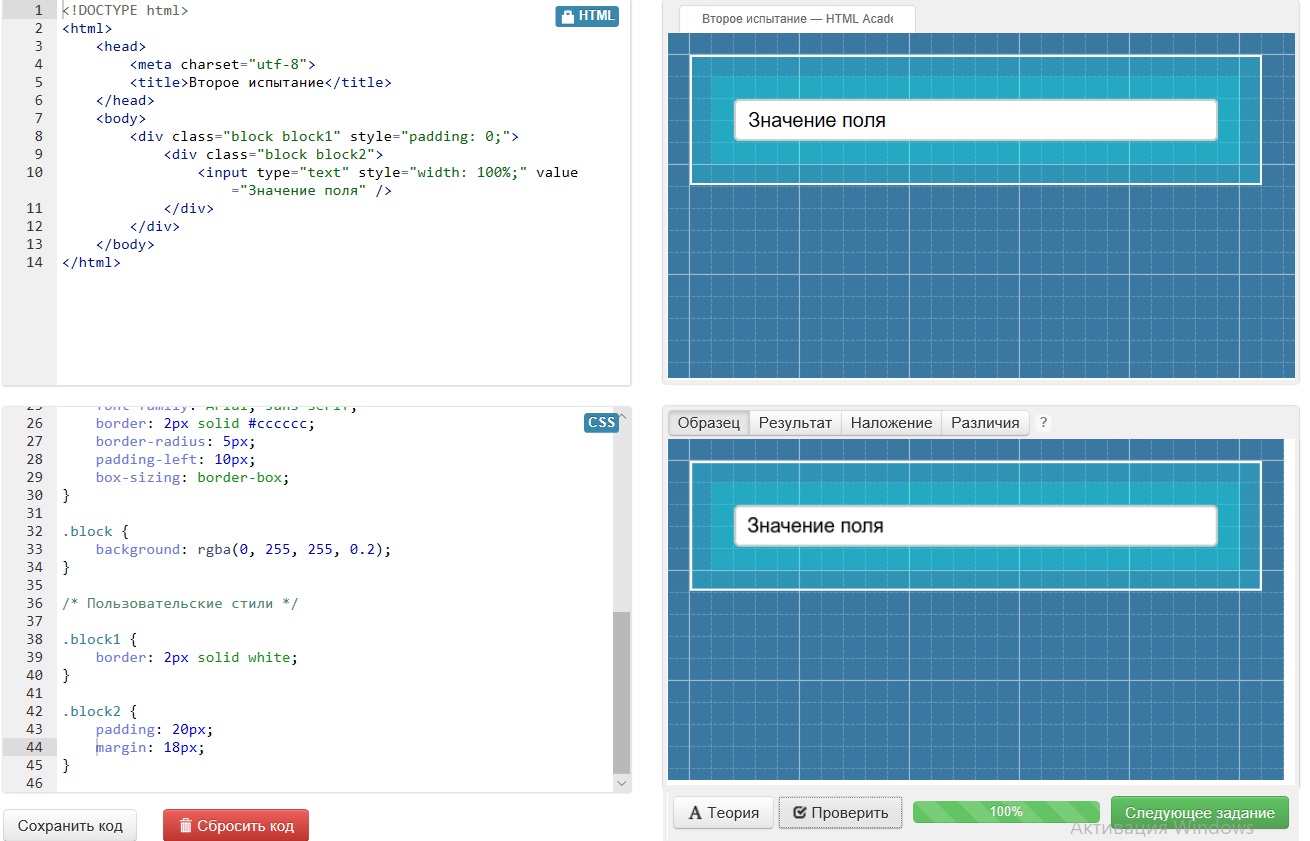 1 <!DOCTYPE html>
HTML
2 <html>
3 <head>
4 <meta charset="utf-8">
5 <title>Второе испытание</title>
6 </head>
7 <body>
8 <div class="block block1" style="padding: 0;">
9 <div class="block block2">
10 <input type="text" style="width: 100%;" value
="Значение поля" />
11 </div>
12 </div>
13 </body>
14 </html>
Второе испытание — HTML Acade
Значение поля
25 font-family: Arial, sans-serif;
CSS
26 border: 2px solid #cccccc;
27 border-radius: 5px;
28 padding-left: 10px;
29 box-sizing: border-box;
30 }
31
32 .block {
33 background: rgba(0, 255, 255, 0.2);
34 }
35
36 /* Пользовательские стили */
37
38 .block1 {
39 border: 2px solid white;
40 }
41
42 .block2 {
43 padding: 20px;
44 margin: 18px;
45 }
46
Образец Результат Наложение Различия ?
Значение поля
Сохранить код Сбросить код
Теория Проверить 100% Следующее задание
Активация Windows